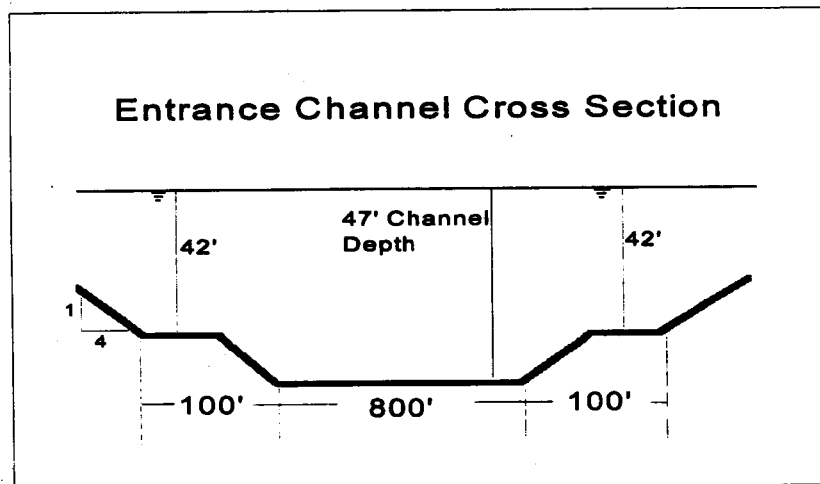 Entrance Channel Cross Section
47' Channel
Depth
42'
42'
1
4
100'
800'
100'